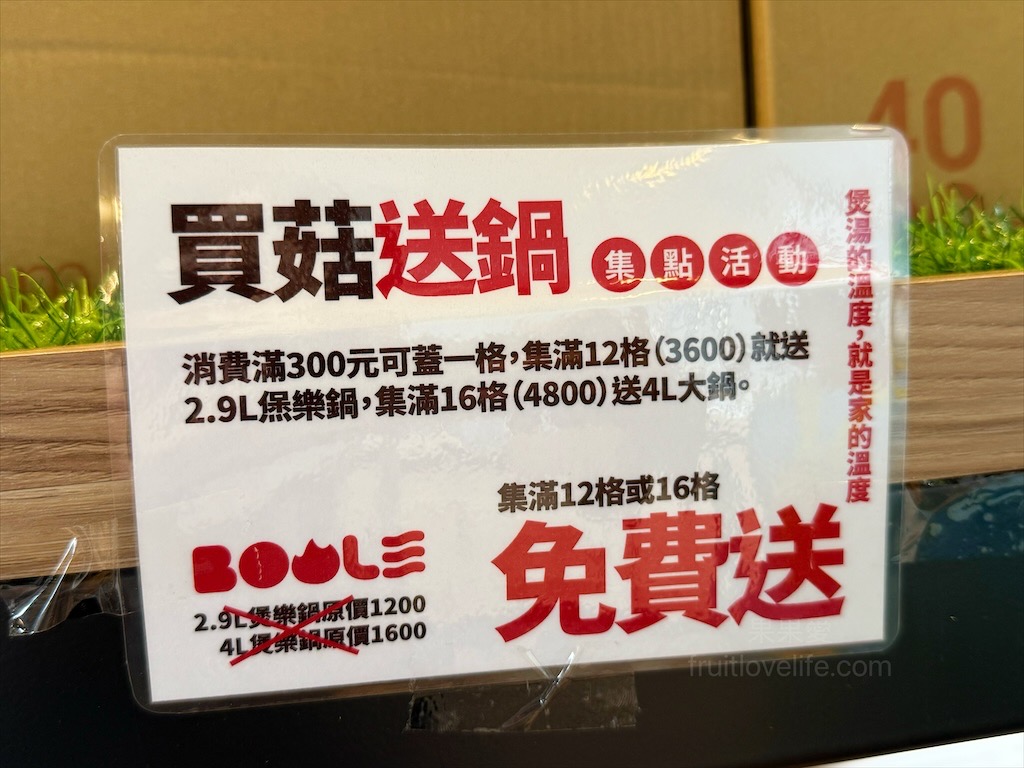 40
買菇送鍋 集點活動
煲湯的溫度，就是家的溫度
消費滿300元可蓋一格，集滿12格（3600）就送
2.9L煲樂鍋，集滿16格（4800）送4L大鍋。
集滿12格或16格
免費送
BOWLE
2.9L煲樂鍋原價1200
4L煲樂鍋原價1600
fruitlovelife.com